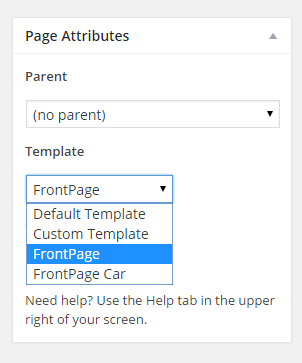 Page Attributes
Parent
(no parent)
Template
FrontPage
Default Template
Custom Template
FrontPage
FrontPage Car
Need help? Use the Help tab in the upper
right of your screen.